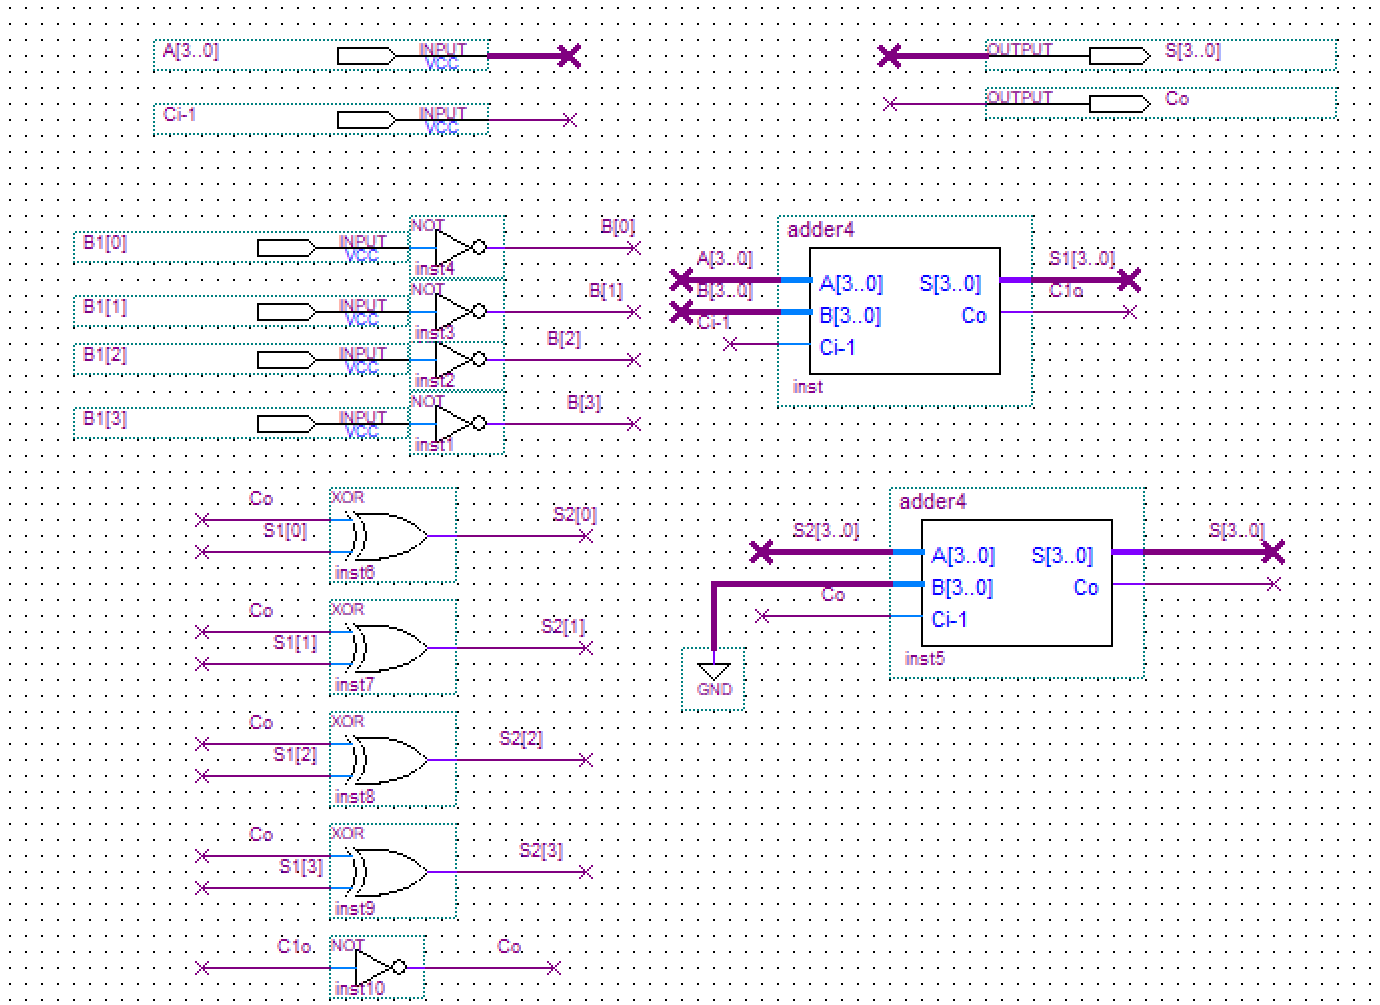 A[3..0] INPUT VCC
OUTPUT S[3..0]
Ci-1 INPUT VCC
OUTPUT Co
B1[0] INPUT VCC
NOT
inst4
B[0]
B1[1] INPUT VCC
NOT
inst3
B[1]
B1[2] INPUT VCC
inst2
B[2]
B1[3] INPUT VCC
NOT
inst1
B[3]
adder4
A[3..0]
B[3..0]
Ci-1
A[3..0] S[3..0]
B[3..0] Co
Ci-1
inst
S1[3..0]
C1o
Co
S1[0]
XOR
inst6
S2[0]
Co
S1[1]
XOR
inst7
S2[1]
Co
S1[2]
XOR
inst8
S2[2]
Co
S1[3]
XOR
inst9
S2[3]
C1o
NOT
inst10
Co
adder4
S2[3..0]
Co
A[3..0] S[3..0]
B[3..0] Co
Ci-1
inst5
S[3..0]
GND